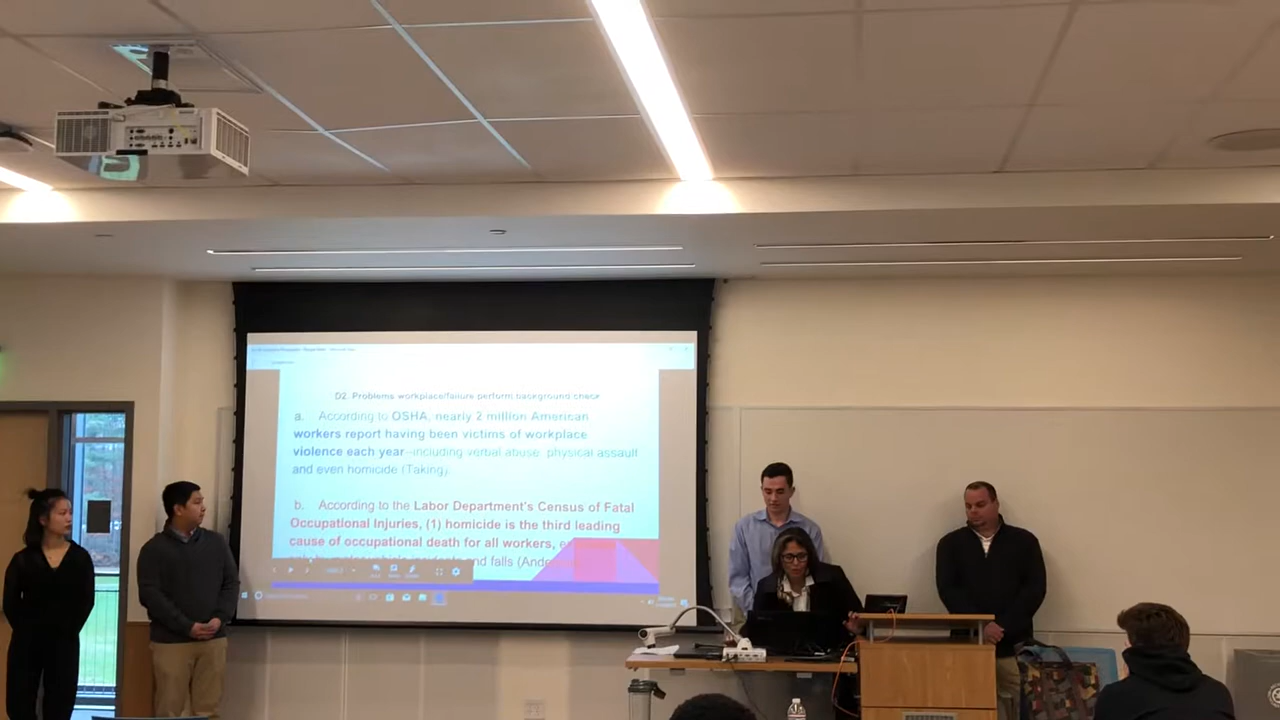 D2. Problems workplace/failure perform background check
a. According to OSHA, nearly 2 million American
workers report having been victims of workplace
violence each year–including verbal abuse, physical assault
and even homicide (Taking).
b. According to the Labor Department's Census of Fatal
Occupational Injuries, (1) homicide is the third leading
cause of occupational death for all workers,
and falls